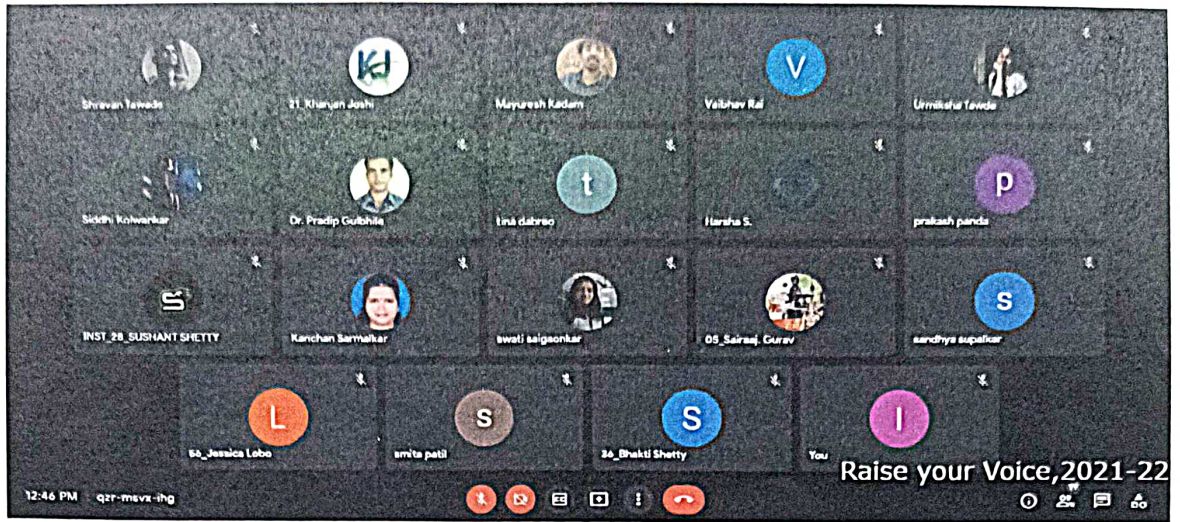 Shravan Tawade
21_Khanjan Joshi
Mayuresh Kadam
V
Vaibhav Rai
Urmiksha Tawde
Siddhi Kolwankar
Dr. Pradip Gulbhile
t
tina dabreo
Harsha S.
p
prakash panda
INST_28_SUSHANT SHETTY
Kanchan Sarmalkar
swati saigaonkar
05_Sairaaj. Gurav
s
sandhya supalkar
L
56_Jessica Lobo
s
smita patil
S
36_Bhakti Shetty
I
You
Raise your Voice,2021-22
12:46 PM qzr-msvx-ihg